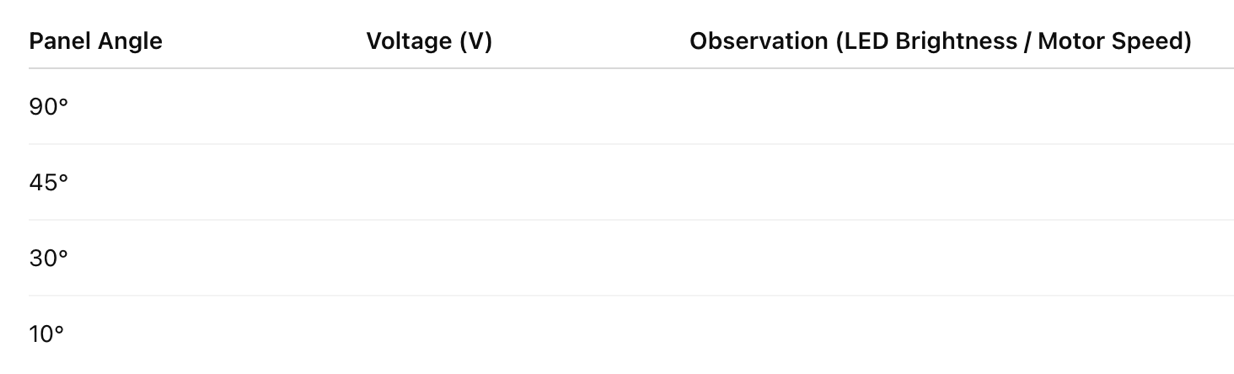 Panel Angle Voltage (V) Observation (LED Brightness / Motor Speed)
90°
45°
30°
10°